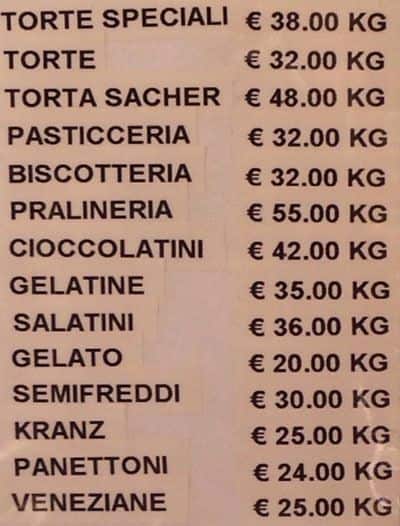 TORTE SPECIALI € 38.00 KG
TORTE € 32.00 KG
TORTA SACHER € 48.00 KG
PASTICCERIA € 32.00 KG
BISCOTTERIA € 32.00 KG
PRALINERIA € 55.00 KG
CIOCCOLATINI € 42.00 KG
GELATINE € 35.00 KG
SALATINI € 36.00 KG
GELATO € 20.00 KG
SEMIFREDDI € 30.00 KG
KRANZ € 25.00 KG
PANETTONI € 24.00 KG
VENEZIANE € 25.00 KG